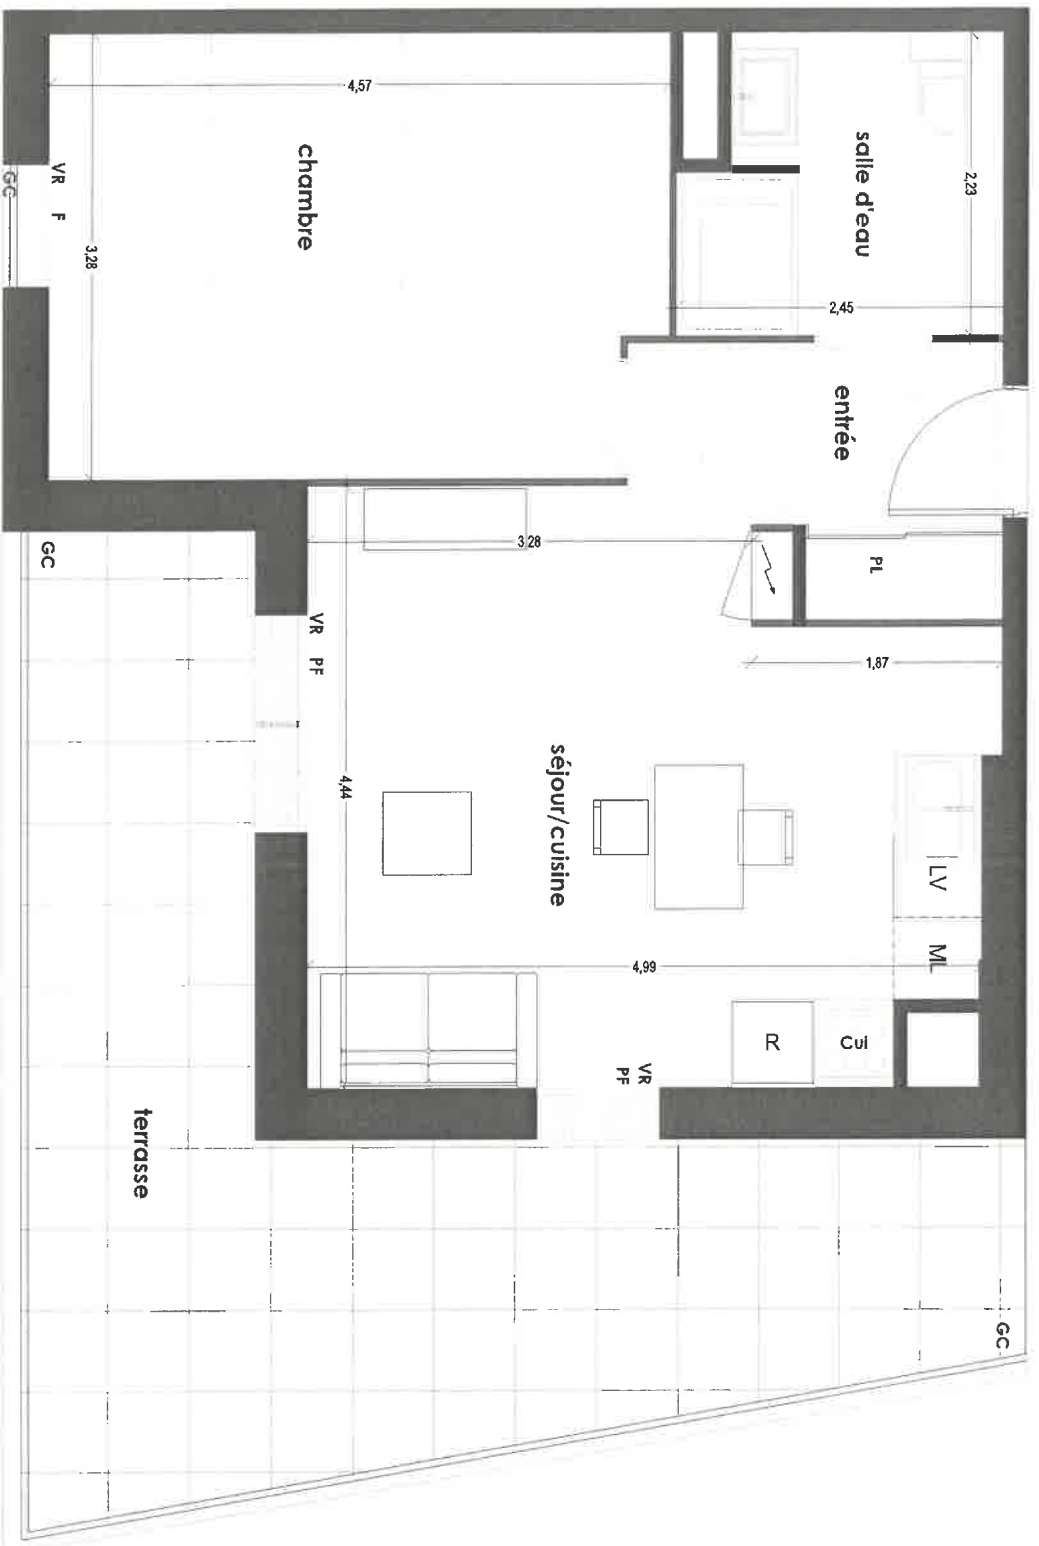 salle d'eau
2,23
2,45
4,57
chambre
3,28
VR F
GC
entrée
PL
3,28
1,87
séjour/cuisine
4,44
4,99
VR PF
LV
ML
R
Cui
VR
PF
GC
terrasse
GC